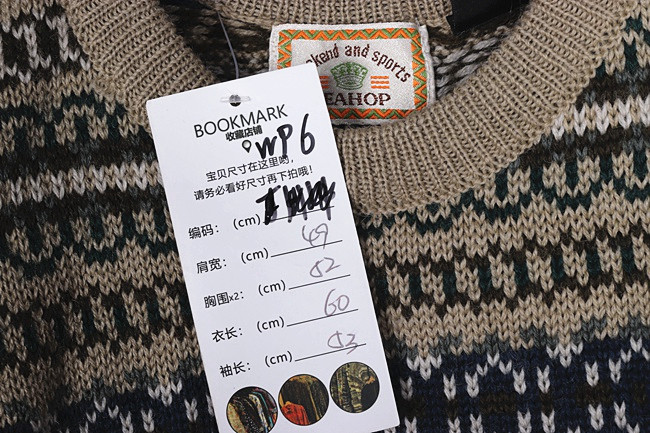 kend and sports
EAHOP
BOOKMARK
收藏店铺
WP6
宝贝尺寸在这里哟，
请务必看好尺寸再下拍哦！
编码： (cm)
肩宽： (cm) 49
胸围x2： (cm) 52
衣长： (cm) 60
袖长： (cm) 53